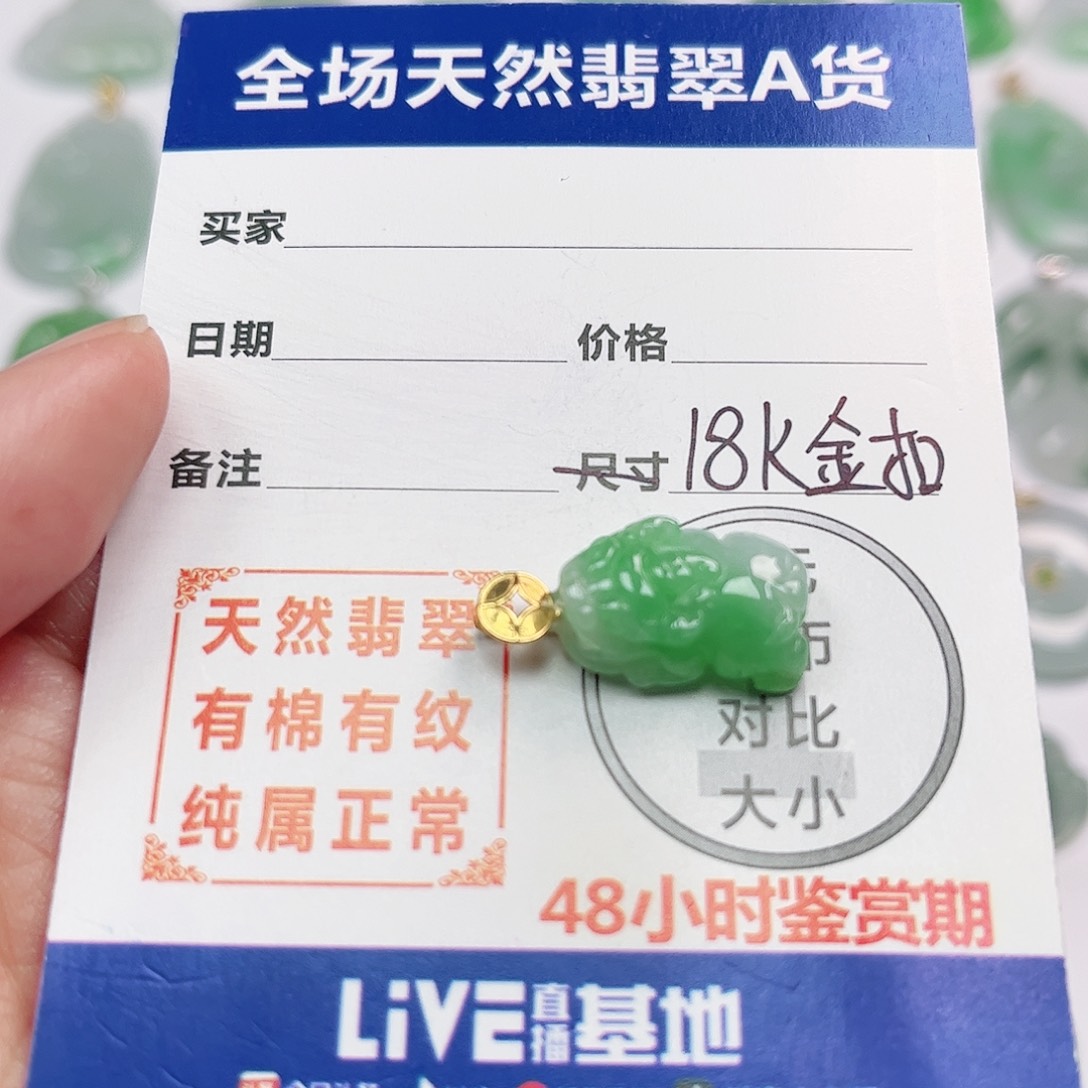 全场天然翡翠A货
买家
日期
价格
备注
尺寸 18K金扣
天然翡翠
有棉有纹
纯属正常
对比
大小
48小时鉴赏期
LiVE直播基地